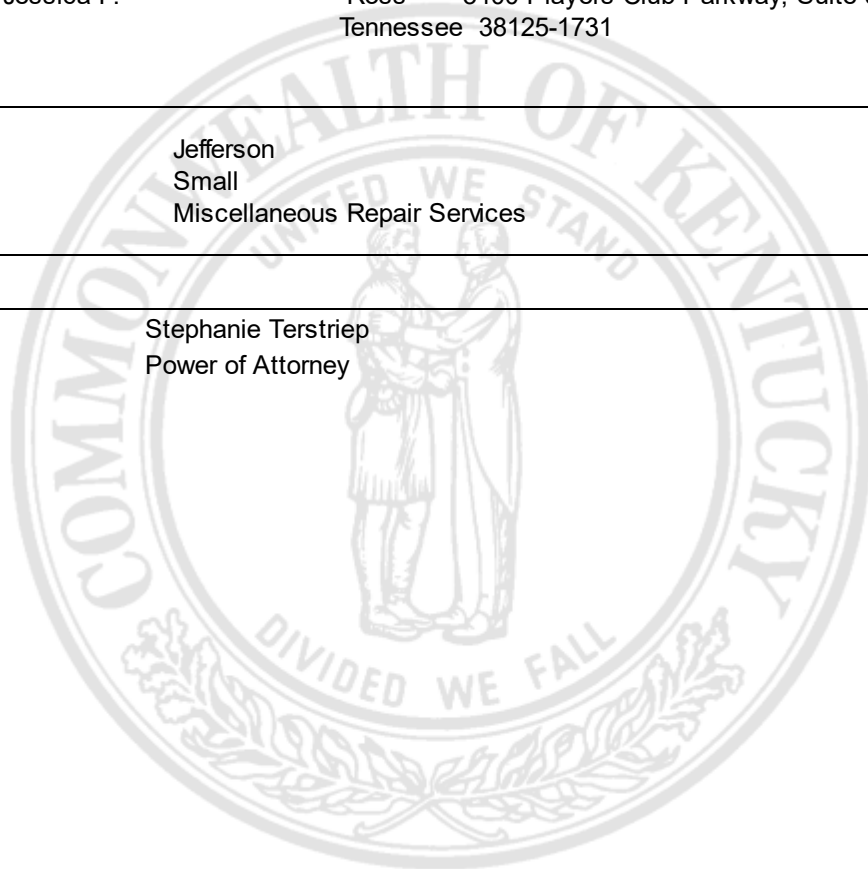 Ross
Players Club Parkway, Suite
Tennessee 38125-1731
Jefferson
Small
Miscellaneous Repair Services
Stephanie Terstriep
Power of Attorney
COMMONWEALTH OF KENTUCKY
UNITED WE STAND
DIVIDED WE FALL